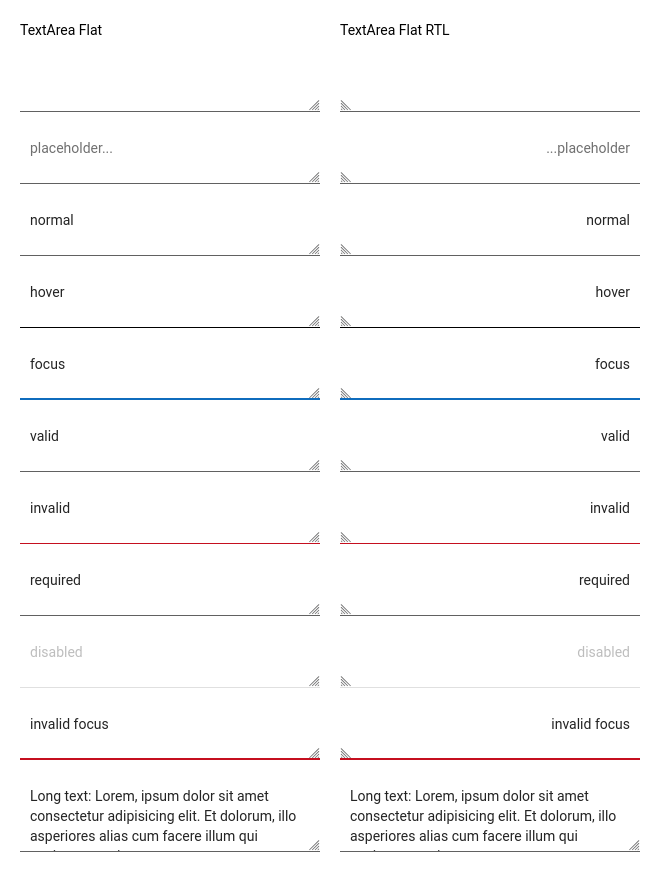 TextArea Flat
TextArea Flat RTL
placeholder...
...placeholder
normal
normal
hover
hover
focus
focus
valid
valid
invalid
invalid
required
required
disabled
disabled
invalid focus
invalid focus
Long text: Lorem, ipsum dolor sit amet
consectetur adipisicing elit. Et dolorum, illo
asperiores alias cum facere illum qui
Long text: Lorem, ipsum dolor sit amet
consectetur adipisicing elit. Et dolorum, illo
asperiores alias cum facere illum qui